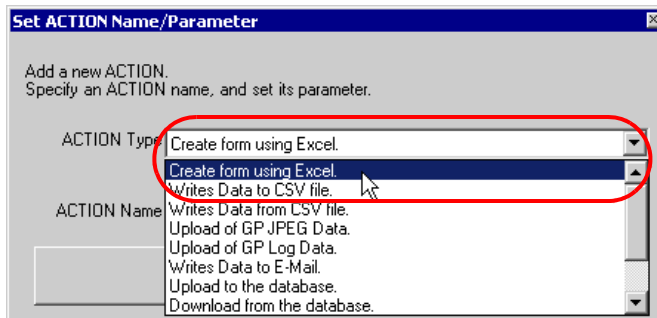 Set ACTION Name/Parameter
Add a new ACTION.
Specify an ACTION name, and set its parameter.
ACTION Type
Create form using Excel.
Create form using Excel.
Writes Data to CSV file.
ACTION Name
Writes Data from CSV file.
Upload of GP JPEG Data.
Upload of GP Log Data.
Writes Data to E-Mail.
Upload to the database.
Download from the database.